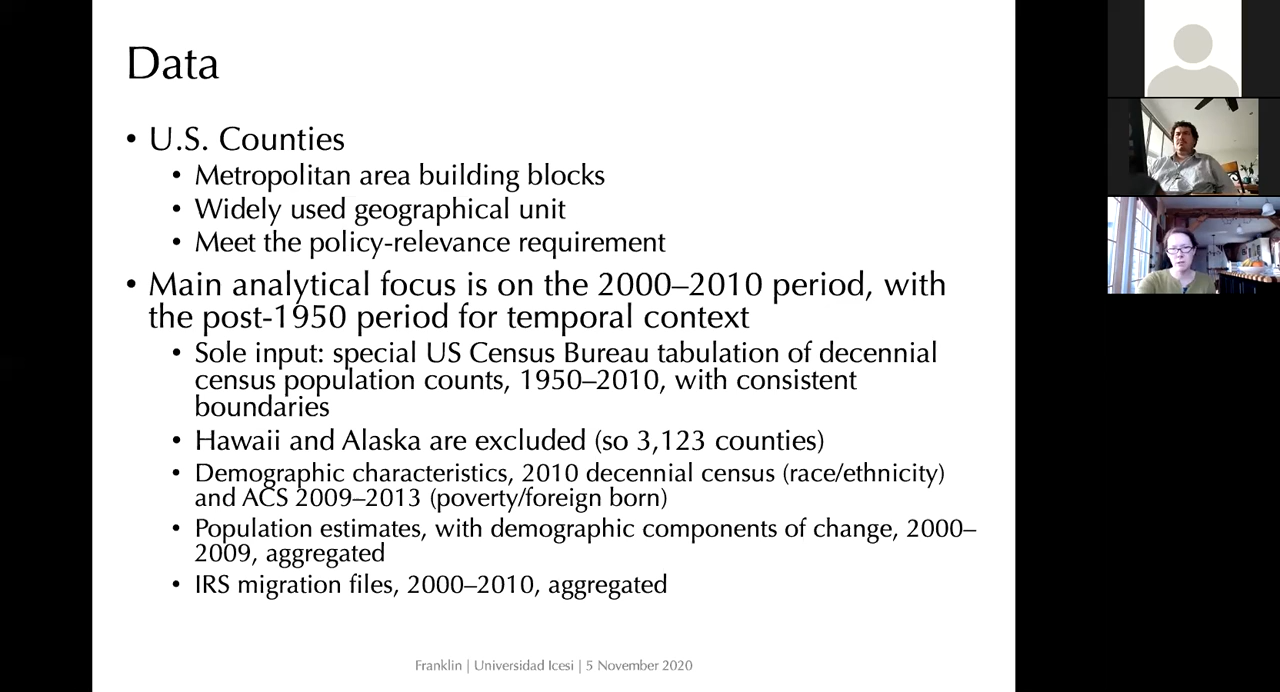 Data
• U.S. Counties
• Metropolitan area building blocks
• Widely used geographical unit
• Meet the policy-relevance requirement
• Main analytical focus is on the 2000–2010 period, with
the post-1950 period for temporal context
• Sole input: special US Census Bureau tabulation of decennial
census population counts, 1950–2010, with consistent
boundaries
• Hawaii and Alaska are excluded (so 3,123 counties)
• Demographic characteristics, 2010 decennial census (race/ethnicity)
and ACS 2009–2013 (poverty/foreign born)
• Population estimates, with demographic components of change, 2000–
2009, aggregated
• IRS migration files, 2000–2010, aggregated
Franklin | Universidad Icesi | 5 November 2020